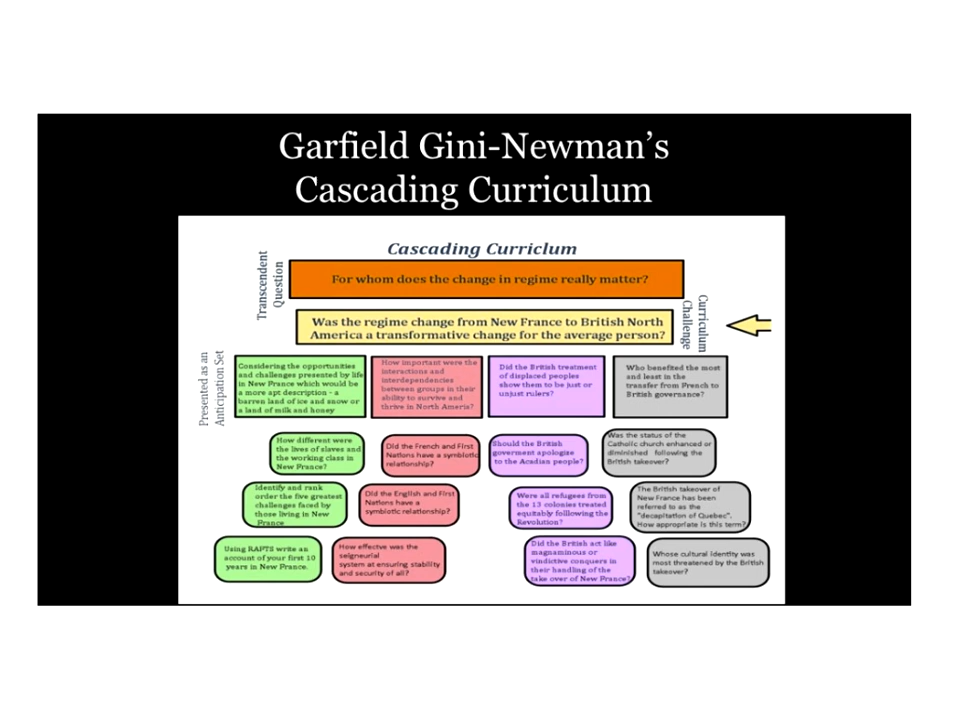 Garfield Gini-Newman’s
Cascading Curriculum
Cascading Curriclum
Transcendent
Question
For whom does the change in regime really matter?
Was the regime change from New France to British North
America a transformative change for the average person?
Curriculum
Challenge
Presented as an
Anticipation Set
Considering the opportunities
and challenges presented by life
in New France which would be
a more apt description - a
barren land of ice and snow or
a land of milk and honey
How important were the
interactions and
interdependencies
between groups in their
ability to survive and
thrive in North Ameris?
Did the British treatment
of displaced peoples
show them to be just or
unjust rulers?
Who benefited the most
and least in the
transfer from French to
British governance?
How different were
the lives of slaves and
the working class in
New France?
Did the French and First
Nations have a symbiotic
relationship?
Should the British
goverment apologize
to the Acadian people?
Was the status of the
Catholic church enhanced or
diminished following the
British takeover?
Identify and rank
order the five greatest
challenges faced by
those living in New
France
Did the English and First
Nations have a
symbiotic relationship?
Were all refugees from
the 13 colonies treated
equitably following the
Revolution?
The British takeover of
New France has been
referred to as the
"decapitation of Quebec".
How appropriate is this term?
Using RAPTS write an
account of your first 10
years in New France.
How effectve was the
seigneurial
system at ensuring stability
and security of all?
Did the British act like
magnaminous or
vindictive conquers in
their handling of the
take over of New France?
Whose cultural identity was
most threatened by the British
takeover?